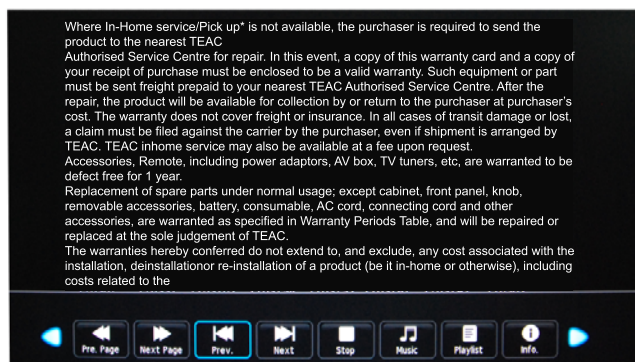 Where In-Home service/Pick up* is not available, the purchaser is required to send the
product to the nearest TEAC
Authorised Service Centre for repair. In this event, a copy of this warranty card and a copy of
your receipt of purchase must be enclosed to be a valid warranty. Such equipment or part
must be sent freight prepaid to your nearest TEAC Authorised Service Centre. After the
repair, the product will be available for collection by or return to the purchaser at purchaser's
cost. The warranty does not cover freight or insurance. In all cases of transit damage or lost,
a claim must be filed against the carrier by the purchaser, even if shipment is arranged by
TEAC. TEAC inhome service may also be available at a fee upon request.
Accessories, Remote, including power adaptors, AV box, TV tuners, etc, are warranted to be
defect free for 1 year.
Replacement of spare parts under normal usage; except cabinet, front panel, knob,
removable accessories, battery, consumable, AC cord, connecting cord and other
accessories, are warranted as specified in Warranty Periods Table, and will be repaired or
replaced at the sole judgement of TEAC.
The warranties hereby conferred do not extend to, and exclude, any cost associated with the
installation, deinstallationor re-installation of a product (be it in-home or otherwise), including
costs related to the
Pre. Page Next Page Prev. Next Stop Music Playlist Info.